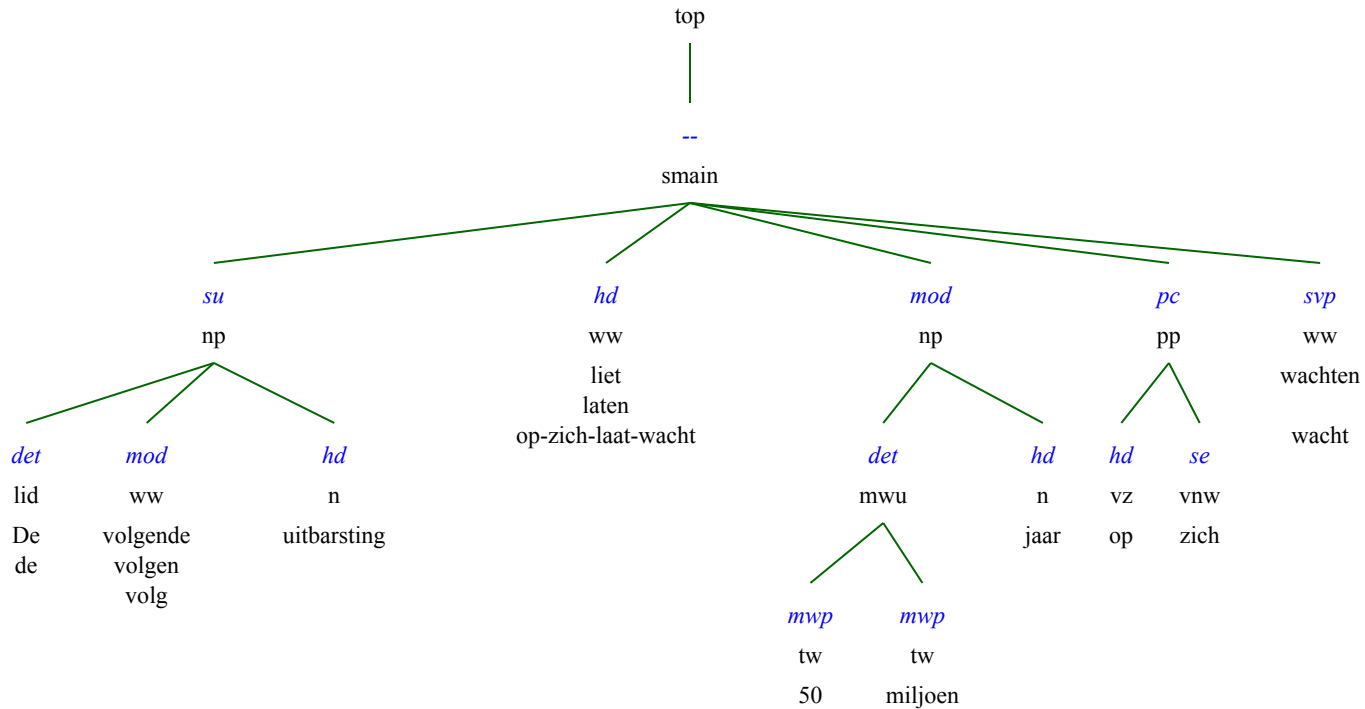 top
--
smain
su hd mod pc svp
np ww np pp ww
liet wachten
laten
op-zich-laat-wacht wacht
det mod hd det hd hd se
lid ww n mwu n vz vnw
De volgende uitbarsting jaar op zich
de volgen
volg
mwp mwp
tw tw
50 miljoen